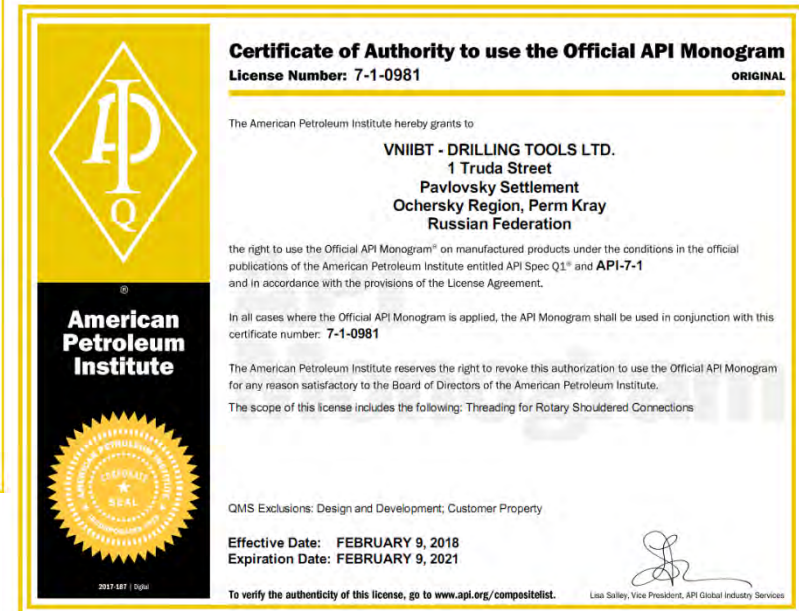 Certificate of Authority to use the Official API Monogram
License Number: 7-1-0981
ORIGINAL
The American Petroleum Institute hereby grants to
VNIIBT - DRILLING TOOLS LTD.
1 Truda Street
Pavlovsky Settlement
Ochersky Region, Perm Kray
Russian Federation
the right to use the Official API Monogram® on manufactured products under the conditions in the official
publications of the American Petroleum Institute entitled API Spec Q1® and API-7-1
and in accordance with the provisions of the License Agreement.
In all cases where the Official API Monogram is applied, the API Monogram shall be used in conjunction with this
certificate number: 7-1-0981
The American Petroleum Institute reserves the right to revoke this authorization to use the Official API Monogram
for any reason satisfactory to the Board of Directors of the American Petroleum Institute.
The scope of this license includes the following: Threading for Rotary Shouldered Connections
QMS Exclusions: Design and Development; Customer Property
Effective Date: FEBRUARY 9, 2018
Expiration Date: FEBRUARY 9, 2021
To verify the authenticity of this license, go to www.api.org/compositelist.
Lisa Salley, Vice President, API Global Industry Services
API
Q
®
American
Petroleum
Institute
AMERICAN PETROLEUM INSTITUTE
CORPORATE
SEAL
INCORPORATED 1919
2017-187 | Digital
API
Monogram